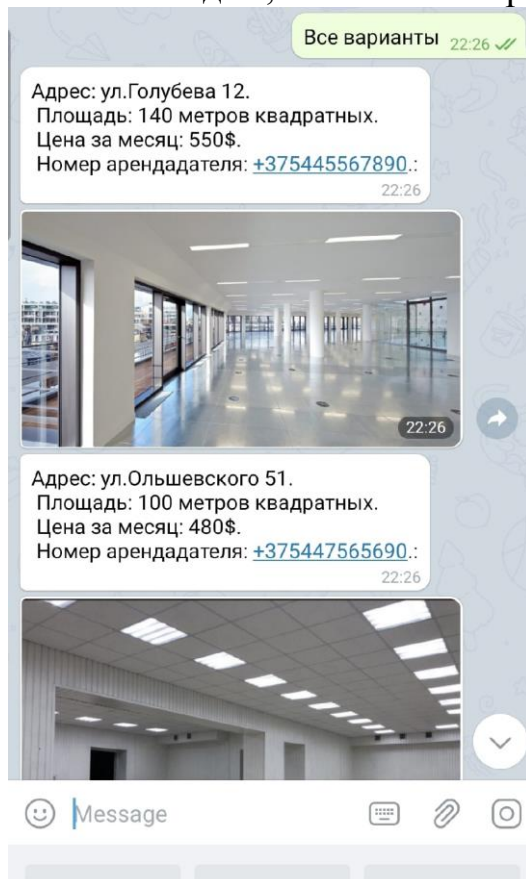 Все варианты 22:26
Адрес: ул.Голубева 12.
Площадь: 140 метров квадратных.
Цена за месяц: 550$.
Номер арендадателя: +375445567890.:
22:26
22:26
Адрес: ул.Ольшевского 51.
Площадь: 100 метров квадратных.
Цена за месяц: 480$.
Номер арендадателя: +375447565690.:
22:26
Message